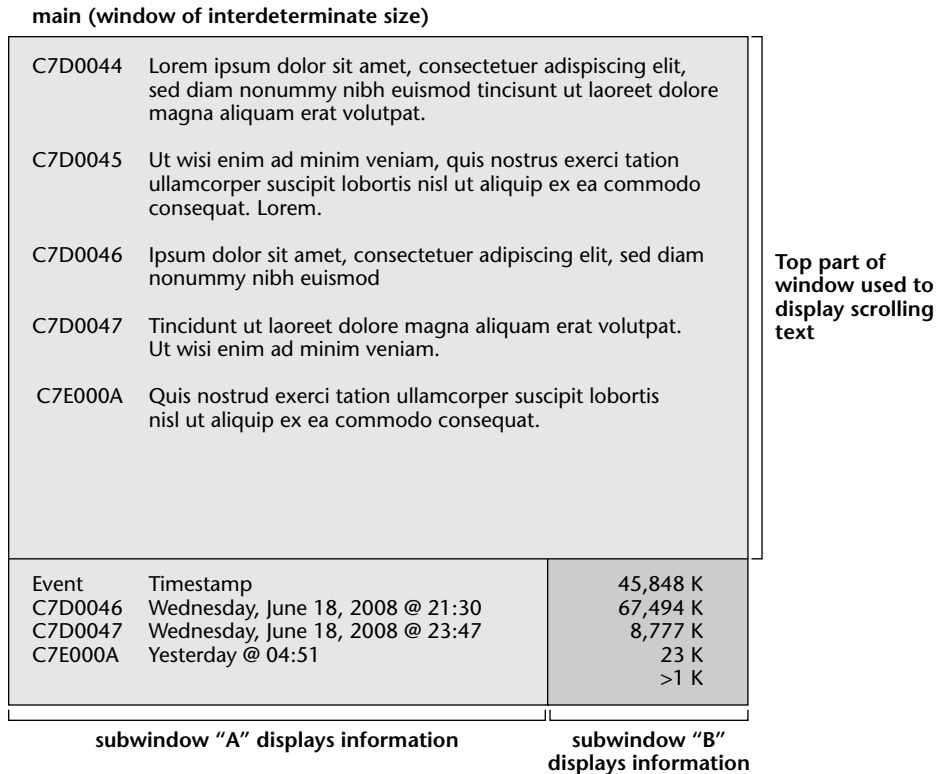 main (window of interdeterminate size)
C7D0044 Lorem ipsum dolor sit amet, consectetuer adispiscing elit,
sed diam nonummy nibh euismod tincisunt ut laoreet dolore
magna aliquam erat volutpat.
C7D0045 Ut wisi enim ad minim veniam, quis nostrus exerci tation
ullamcorper suscipit lobortis nisl ut aliquip ex ea commodo
consequat. Lorem.
C7D0046 Ipsum dolor sit amet, consectetuer adipiscing elit, sed diam
nonummy nibh euismod
C7D0047 Tincidunt ut laoreet dolore magna aliquam erat volutpat.
Ut wisi enim ad minim veniam.
C7E000A Quis nostrud exerci tation ullamcorper suscipit lobortis
nisl ut aliquip ex ea commodo consequat.
Top part of
window used to
display scrolling
text
Event Timestamp
C7D0046 Wednesday, June 18, 2008 @ 21:30
C7D0047 Wednesday, June 18, 2008 @ 23:47
C7E000A Yesterday @ 04:51
45,848 K
67,494 K
8,777 K
23 K
>1 K
subwindow “A” displays information
subwindow “B”
displays information